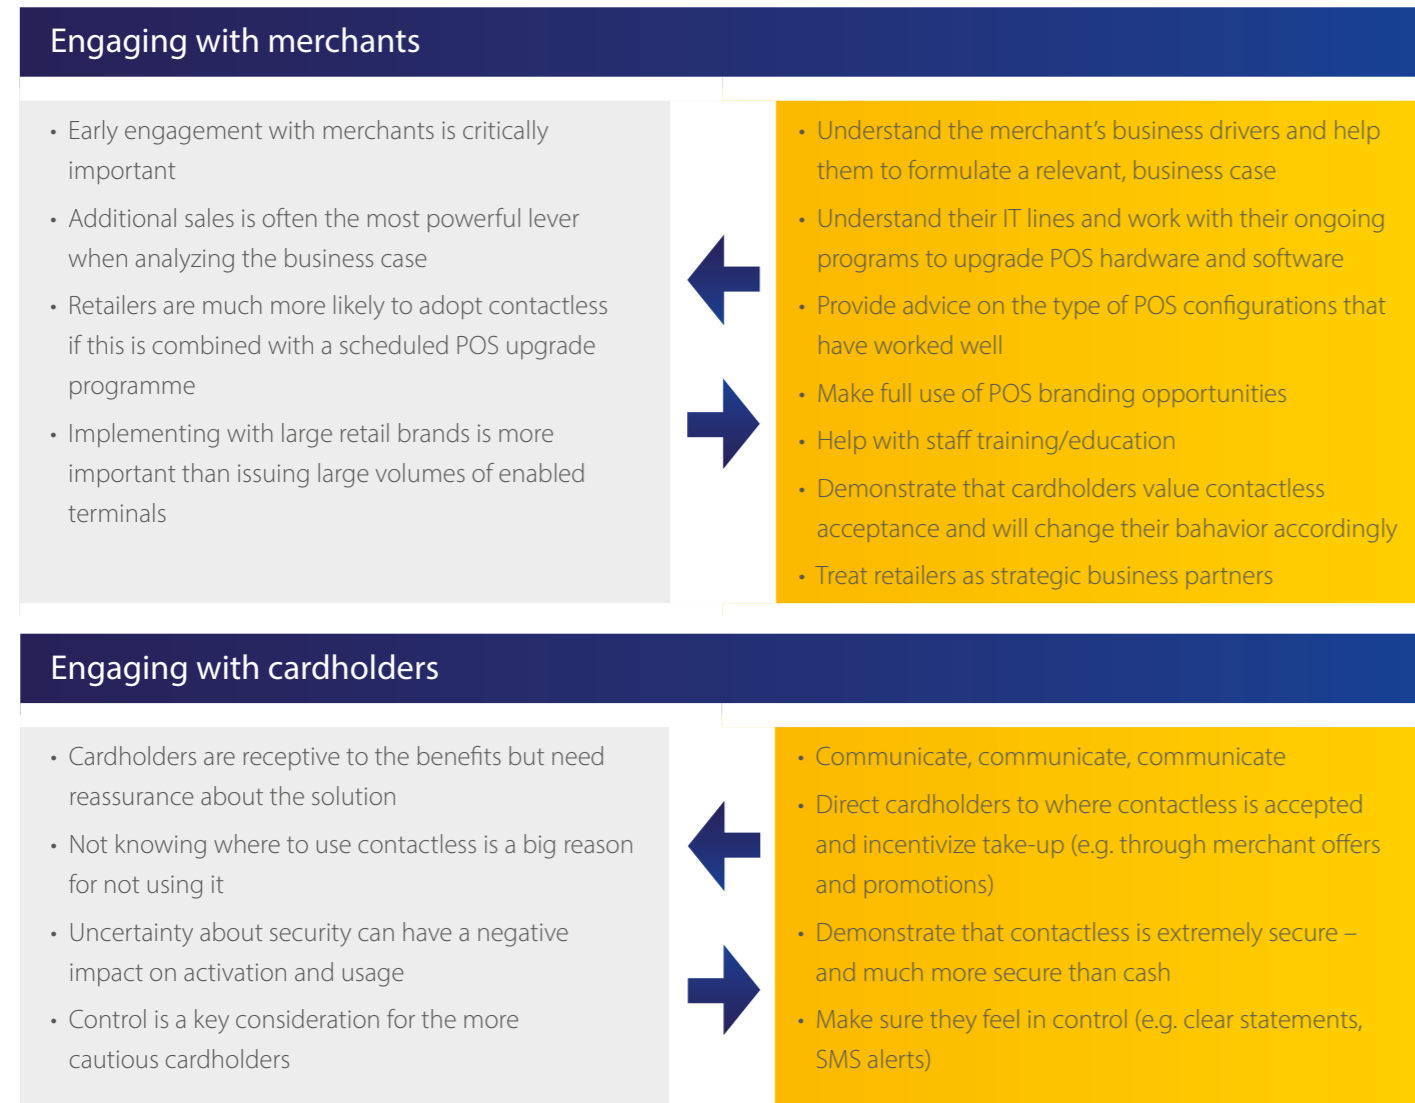 Engaging with merchants
• Early engagement with merchants is critically
important
• Additional sales is often the most powerful lever
when analyzing the business case
• Retailers are much more likely to adopt contactless
if this is combined with a scheduled POS upgrade
programme
• Implementing with large retail brands is more
important than issuing large volumes of enabled
terminals
• Understand the merchant’s business drivers and help
them to formulate a relevant, business case
• Understand their IT lines and work with their ongoing
programs to upgrade POS hardware and software
• Provide advice on the type of POS configurations that
have worked well
• Make full use of POS branding opportunities
• Help with staff training/education
• Demonstrate that cardholders value contactless
acceptance and will change their bahavior accordingly
• Treat retailers as strategic business partners
Engaging with cardholders
• Cardholders are receptive to the benefits but need
reassurance about the solution
• Not knowing where to use contactless is a big reason
for not using it
• Uncertainty about security can have a negative
impact on activation and usage
• Control is a key consideration for the more
cautious cardholders
• Communicate, communicate, communicate
• Direct cardholders to where contactless is accepted
and incentivize take-up (e.g. through merchant offers
and promotions)
• Demonstrate that contactless is extremely secure –
and much more secure than cash
• Make sure they feel in control (e.g. clear statements,
SMS alerts)